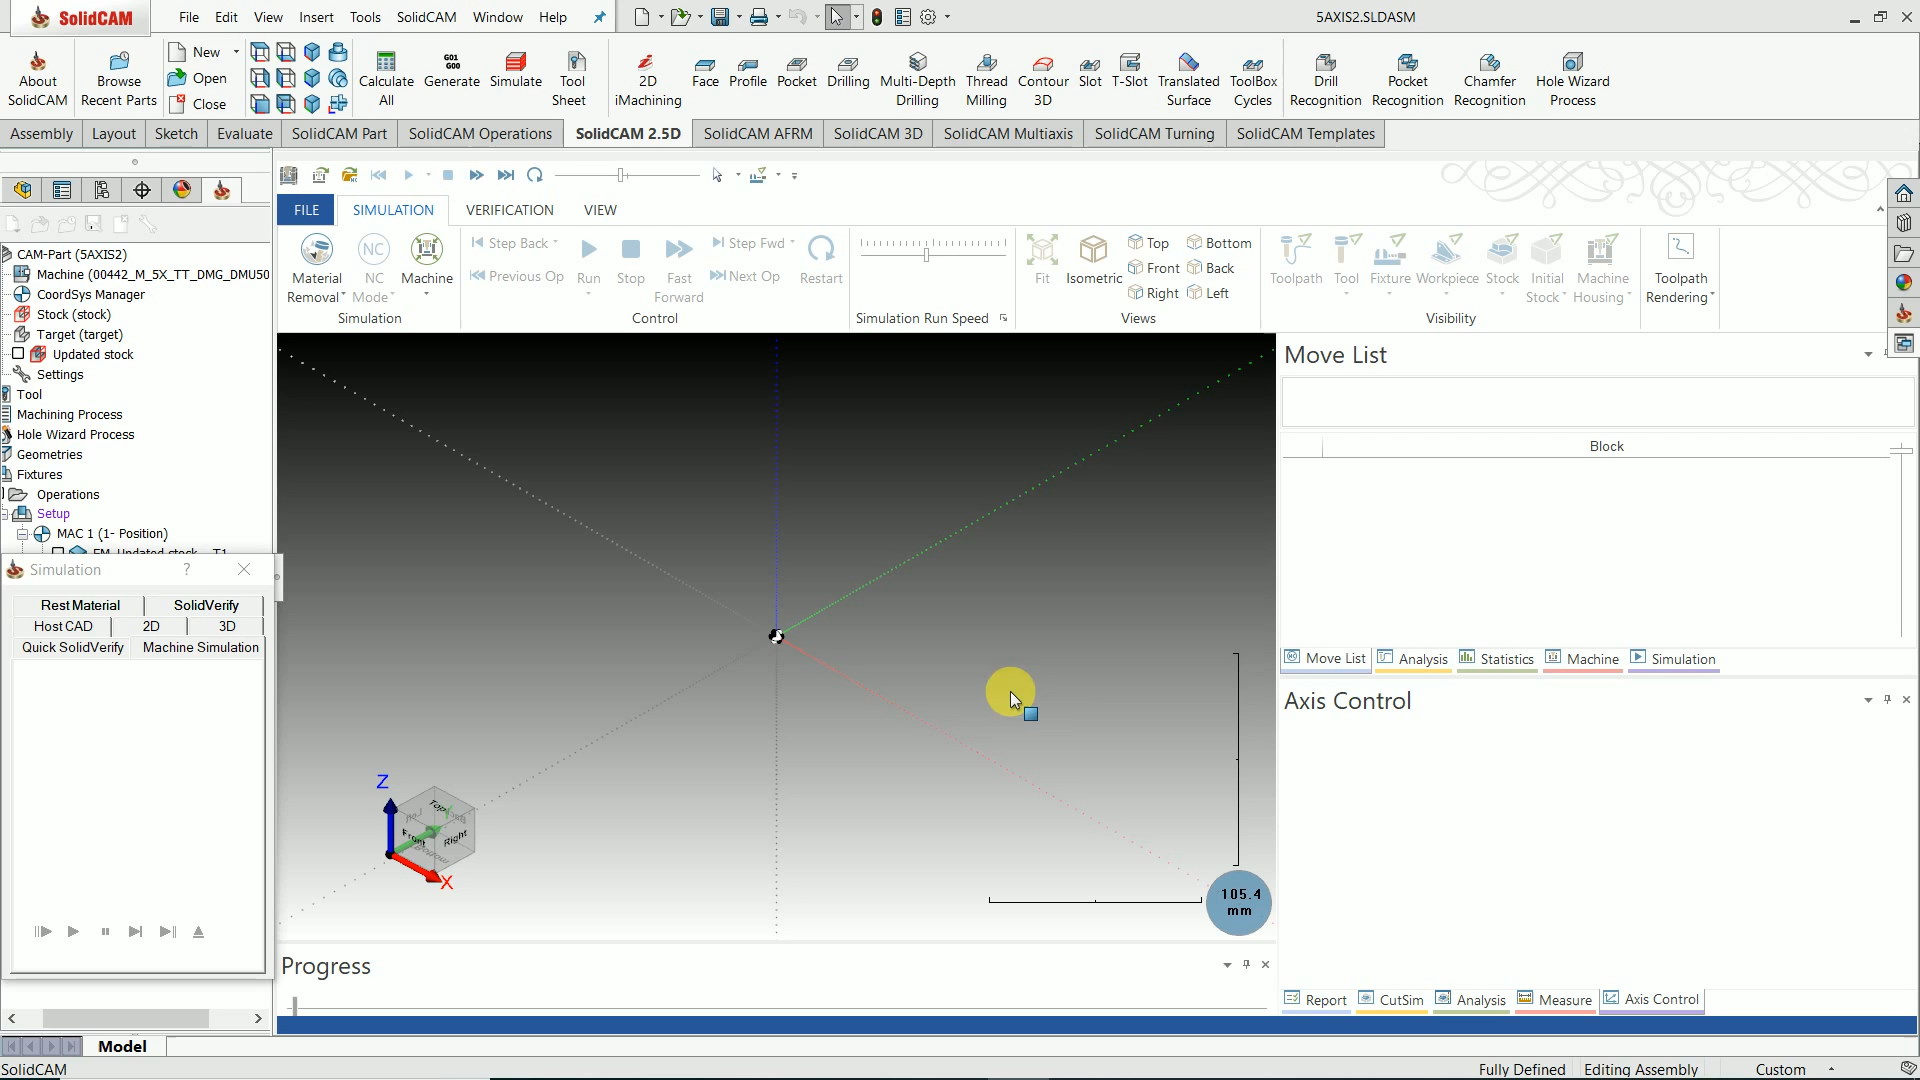 SolidCAM
File Edit View Insert Tools SolidCAM Window Help
5AXIS2.SLDASM
About SolidCAM
Browse Recent Parts
New
Open
Close
Calculate All
G01 G00
Generate
Simulate
Tool Sheet
2D iMachining
Face
Profile
Pocket
Drilling
Multi-Depth Drilling
Thread Milling
Contour 3D
Slot
T-Slot
Translated Surface
ToolBox Cycles
Drill Recognition
Pocket Recognition
Chamfer Recognition
Hole Wizard Process
Assembly Layout Sketch Evaluate SolidCAM Part SolidCAM Operations SolidCAM 2.5D SolidCAM AFRM SolidCAM 3D SolidCAM Multiaxis SolidCAM Turning SolidCAM Templates
FILE SIMULATION VERIFICATION VIEW
Material Removal
NC
NC Mode
Machine
Simulation
Step Back
Previous Op
Run
Stop
Fast Forward
Step Fwd
Next Op
Restart
Control
Simulation Run Speed
Fit
Isometric
Top
Front
Right
Bottom
Back
Left
Views
Toolpath
Tool
Fixture
Workpiece
Stock
Initial Stock
Machine Housing
Visibility
Toolpath Rendering
CAM-Part (5AXIS2)
Machine (00442_M_5X_TT_DMG_DMU50
CoordSys Manager
Stock (stock)
Target (target)
Updated stock
Settings
Tool
Machining Process
Hole Wizard Process
Geometries
Fixtures
Operations
Setup
MAC 1 (1- Position)
Simulation ?
Rest Material SolidVerify
Host CAD 2D 3D
Quick SolidVerify Machine Simulation
Z
Top
Front
Right
X
105.4
mm
Move List
Block
Move List Analysis Statistics Machine Simulation
Axis Control
Report CutSim Analysis Measure Axis Control
Progress
Model
SolidCAM
Fully Defined Editing Assembly Custom